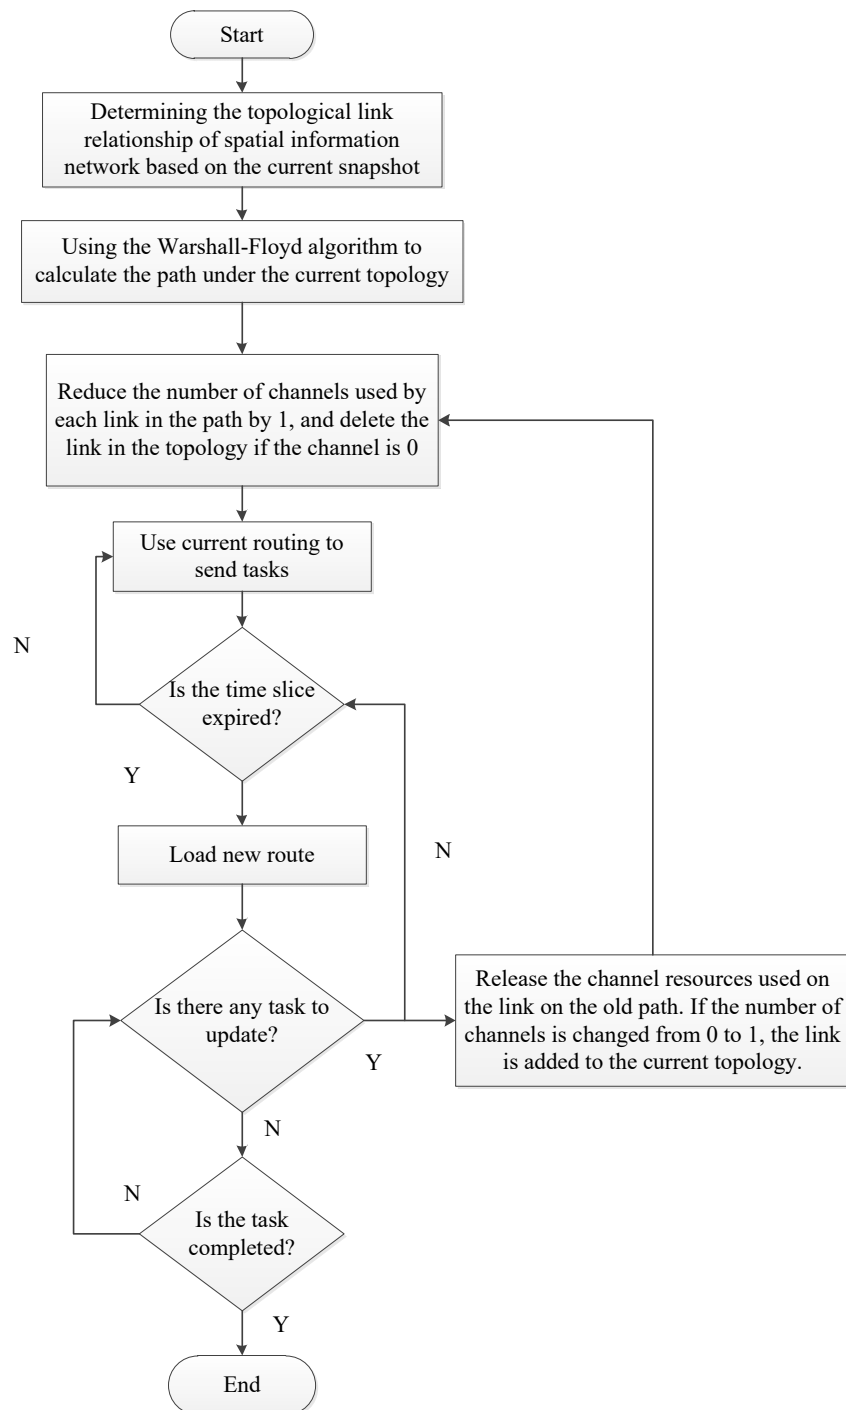 Start
Determining the topological link
relationship of spatial information
network based on the current snapshot
Using the Warshall-Floyd algorithm to
calculate the path under the current topology
Reduce the number of channels used by
each link in the path by 1, and delete the
link in the topology if the channel is 0
Use current routing to
send tasks
N
Is the time slice
expired?
Y
Load new route
N
Is there any task to
update?
Y
Release the channel resources used on
the link on the old path. If the number of
channels is changed from 0 to 1, the link
is added to the current topology.
N
N
Is the task
completed?
Y
End